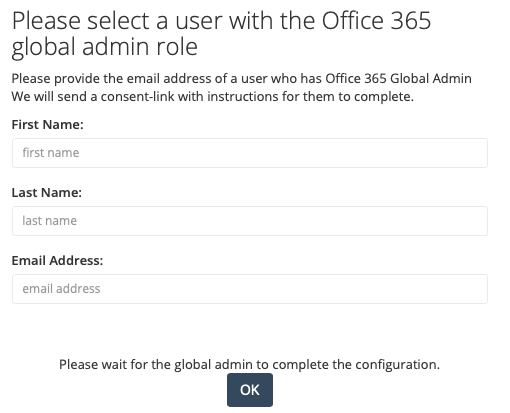 Please select a user with the Office 365
global admin role
Please provide the email address of a user who has Office 365 Global Admin
We will send a consent-link with instructions for them to complete.
First Name:
first name
Last Name:
last name
Email Address:
email address
Please wait for the global admin to complete the configuration.
OK